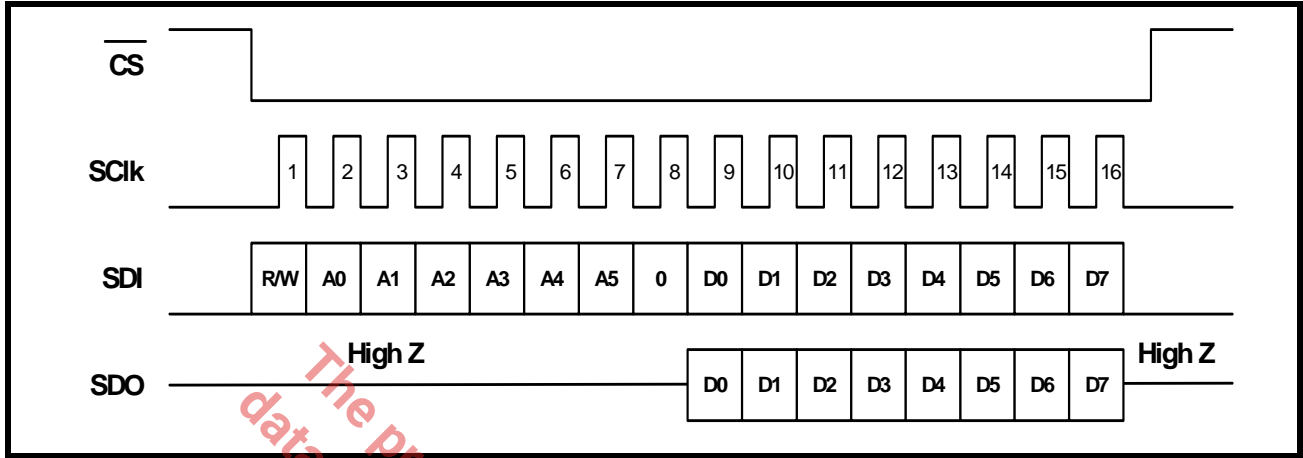 CS
SClk 1 2 3 4 5 6 7 8 9 10 11 12 13 14 15 16
SDI R/W A0 A1 A2 A3 A4 A5 0 D0 D1 D2 D3 D4 D5 D6 D7
High Z High Z
SDO D0 D1 D2 D3 D4 D5 D6 D7
The pr
data